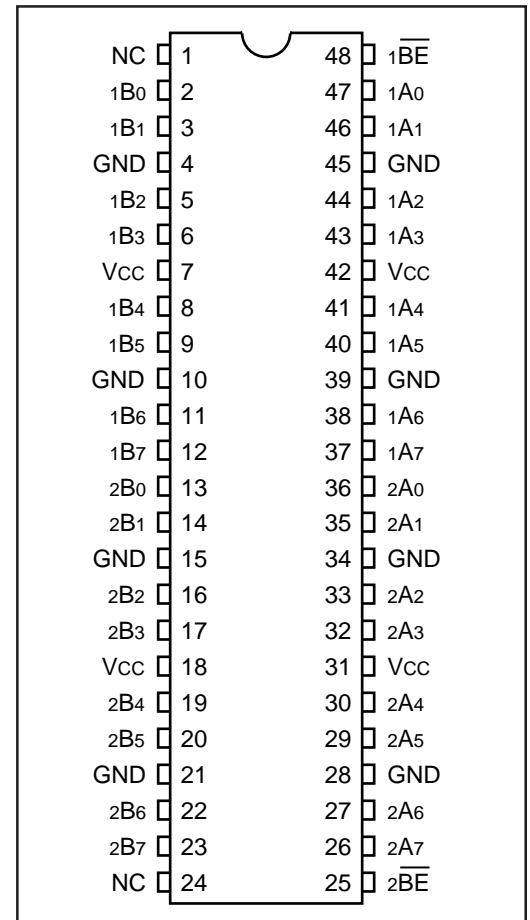 NC 1 48 1B̅E̅
1B0 2 47 1A0
1B1 3 46 1A1
GND 4 45 GND
1B2 5 44 1A2
1B3 6 43 1A3
VCC 7 42 VCC
1B4 8 41 1A4
1B5 9 40 1A5
GND 10 39 GND
1B6 11 38 1A6
1B7 12 37 1A7
2B0 13 36 2A0
2B1 14 35 2A1
GND 15 34 GND
2B2 16 33 2A2
2B3 17 32 2A3
VCC 18 31 VCC
2B4 19 30 2A4
2B5 20 29 2A5
GND 21 28 GND
2B6 22 27 2A6
2B7 23 26 2A7
NC 24 25 2B̅E̅